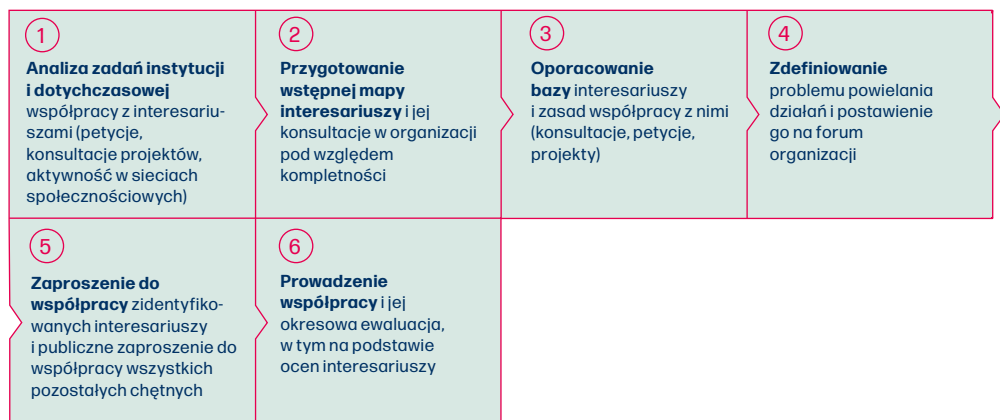 1
Analiza zadań instytucji
i dotychczasowej
współpracy z interesariu-
szami (petycje,
konsultacje projektów,
aktywność w sieciach
społecznościowych)
2
Przygotowanie
wstępnej mapy
interesariuszy i jej
konsultacje w organizacji
pod względem
kompletności
3
Oporacowanie
bazy interesariuszy
i zasad współpracy z nimi
(konsultacje, petycje,
projekty)
4
Zdefiniowanie
problemu powielania
działań i postawienie
go na forum
organizacji
5
Zaproszenie do
współpracy zidentyfiko-
wanych interesariuszy
i publiczne zaproszenie do
współpracy wszystkich
pozostałych chętnych
6
Prowadzenie
współpracy i jej
okresowa ewaluacja,
w tym na podstawie
ocen interesariuszy